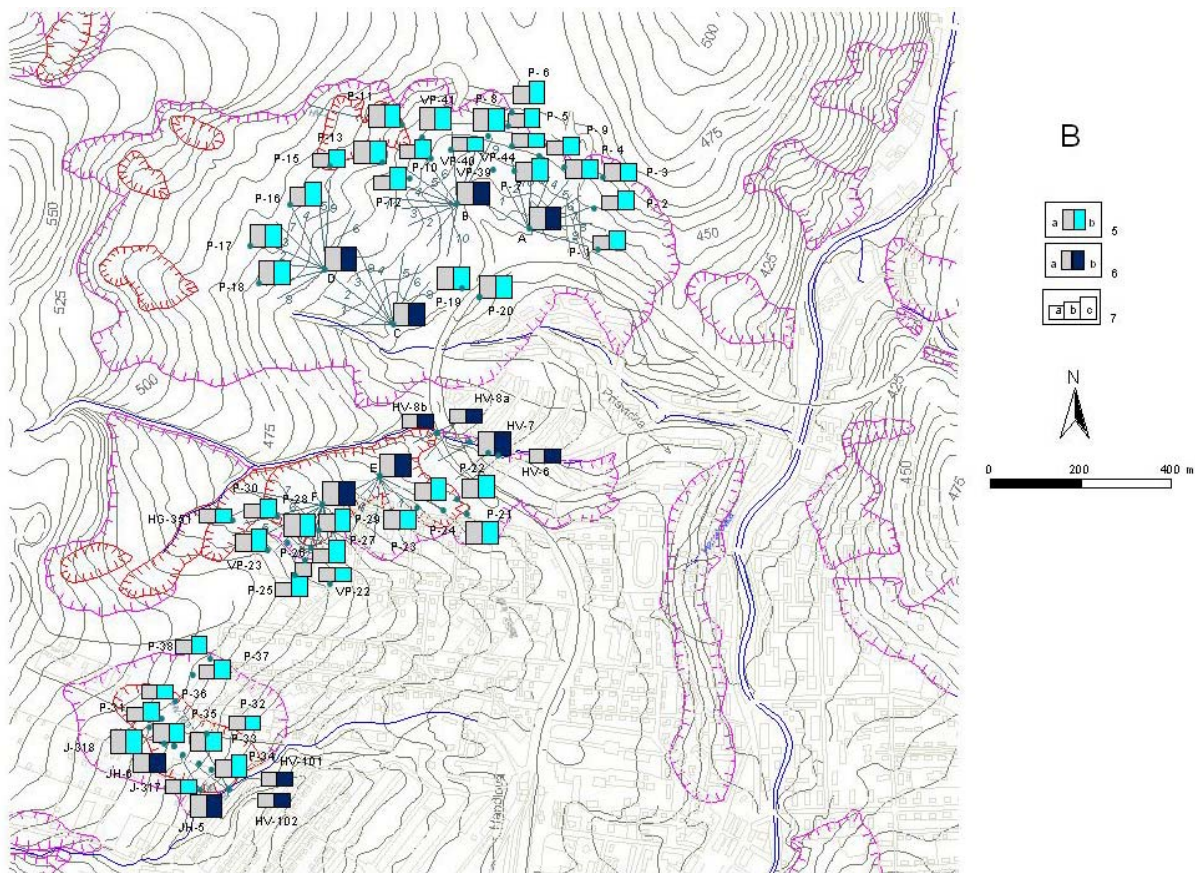 500
P- 6
P-11
VP-41
P- 8
P- 5
475
P-13
P- 9
P-15
P-10
VP-40
VP-44
P- 4
VP-39
P- 3
P-16
P-12
P-7
P- 2
550
B
A
450
P-17
P- 1
10
D
425
P-18
525
P-19
P-20
C
500
Prievidza
425
HV-8b
HV-8a
475
HV-7
E
HV-6
450
475
P-22
P-30
P-28
F
P-21
HG-351
P-29
P-24
P-27
P-23
P-26
VP-23
P-25
VP-22
P-38
P-37
P-36
P-31
P-35
P-32
P-33
J-318
P-34
HV-101
JH-6
J-317
HV-102
JH-5
Handlová
B
a b 5
a b 6
a b c 7
N
0 200 400 m